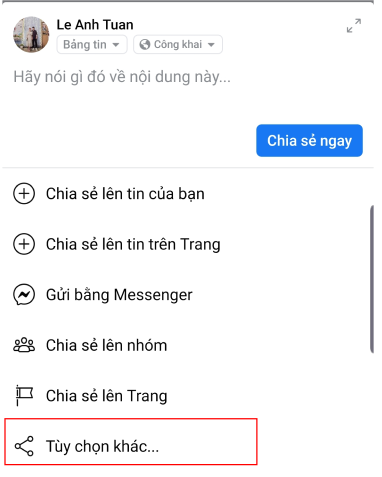 Le Anh Tuan
Bảng tin Công khai
Hãy nói gì đó về nội dung này...
Chia sẻ ngay
Chia sẻ lên tin của bạn
Chia sẻ lên tin trên Trang
Gửi bằng Messenger
Chia sẻ lên nhóm
Chia sẻ lên Trang
Tùy chọn khác...